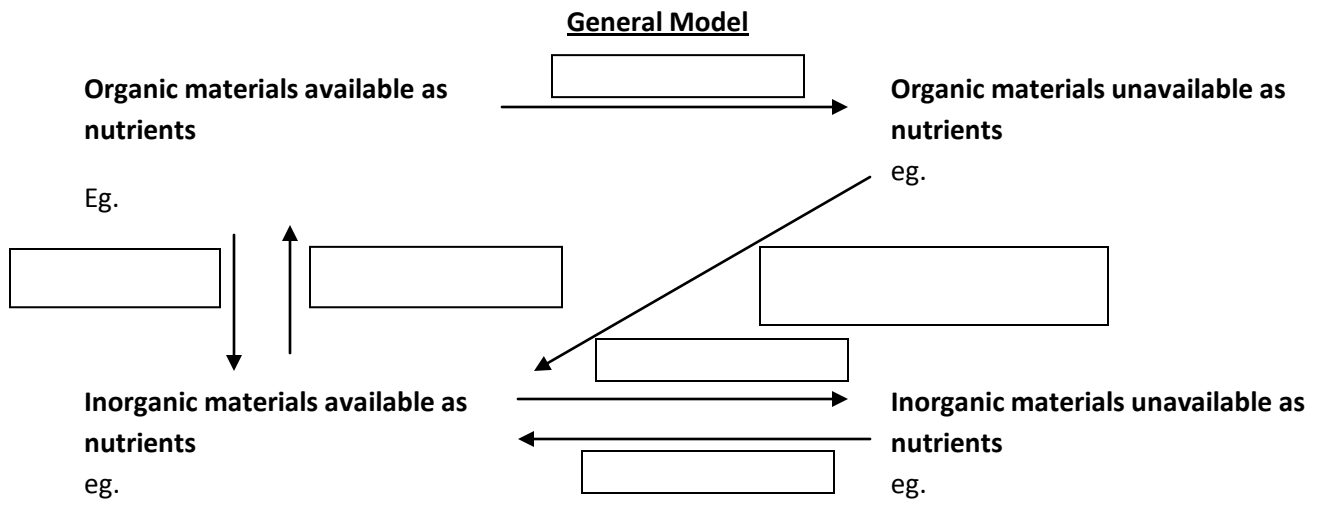 General Model
Organic materials available as
nutrients
Eg.
Organic materials unavailable as
nutrients
eg.
Inorganic materials available as
nutrients
eg.
Inorganic materials unavailable as
nutrients
eg.